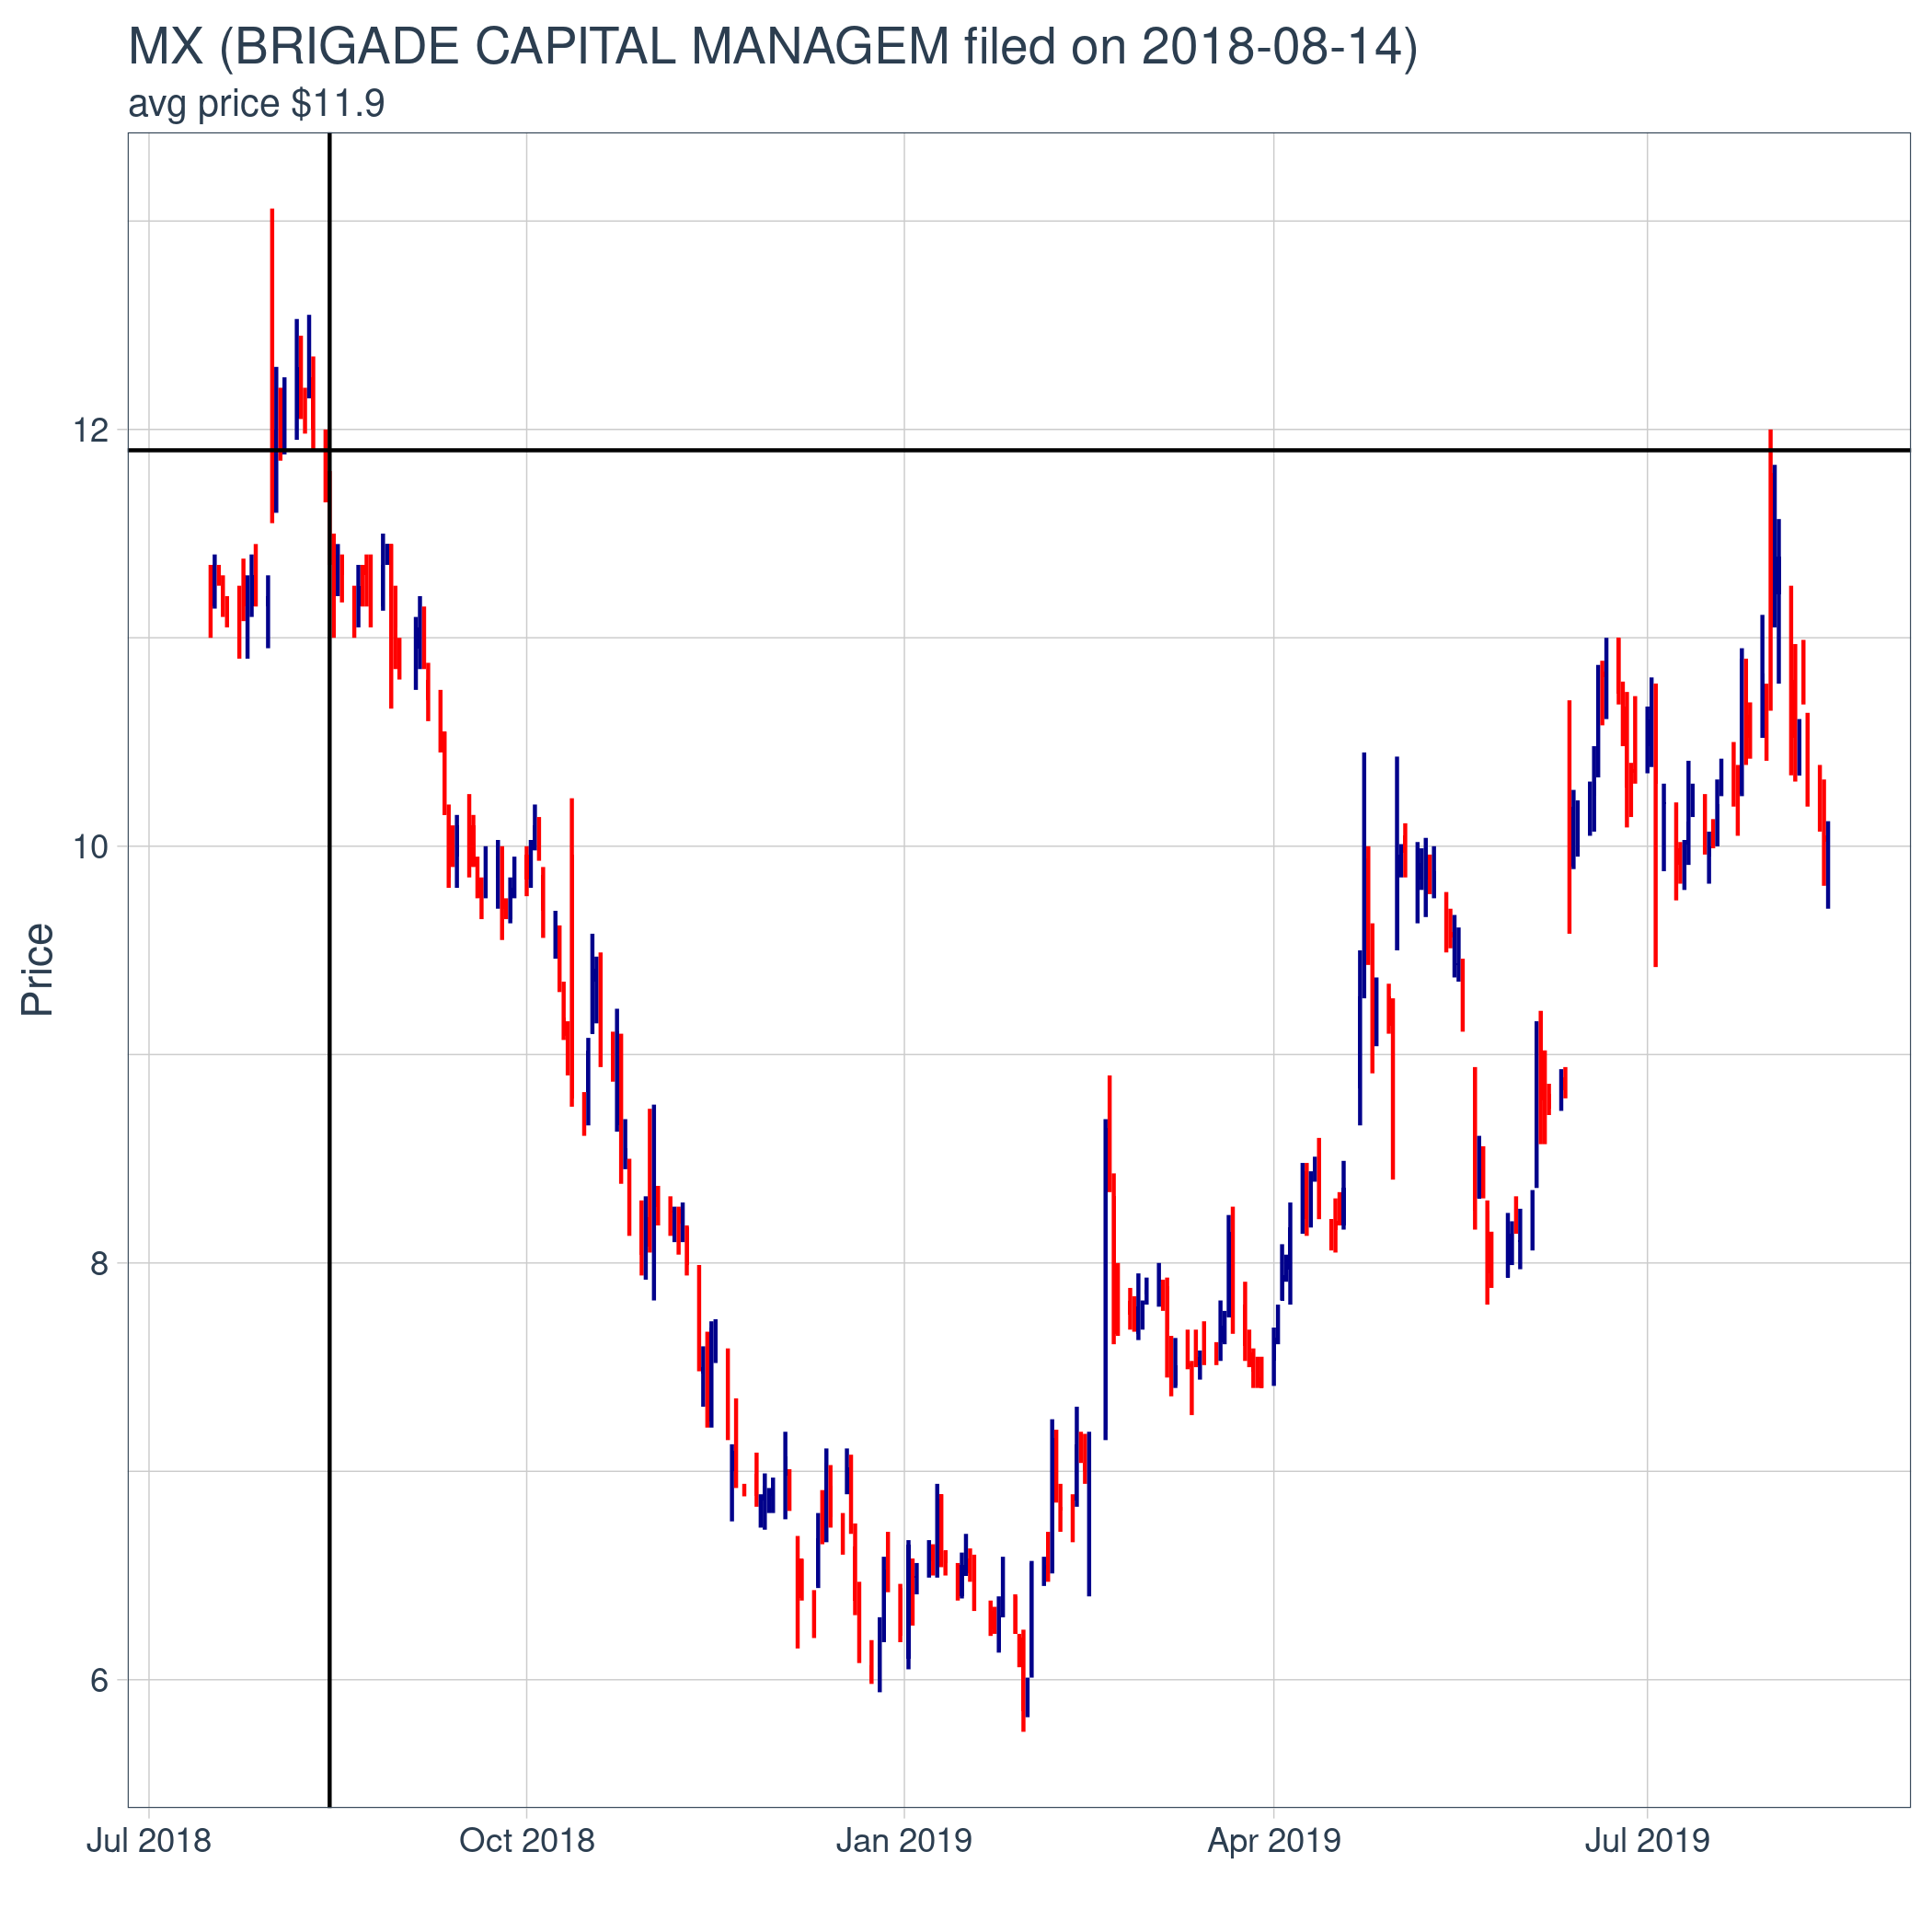 MX (BRIGADE CAPITAL MANAGEM filed on 2018-08-14)
avg price $11.9
12
10
8
6
Price
Jul 2018
Oct 2018
Jan 2019
Apr 2019
Jul 2019